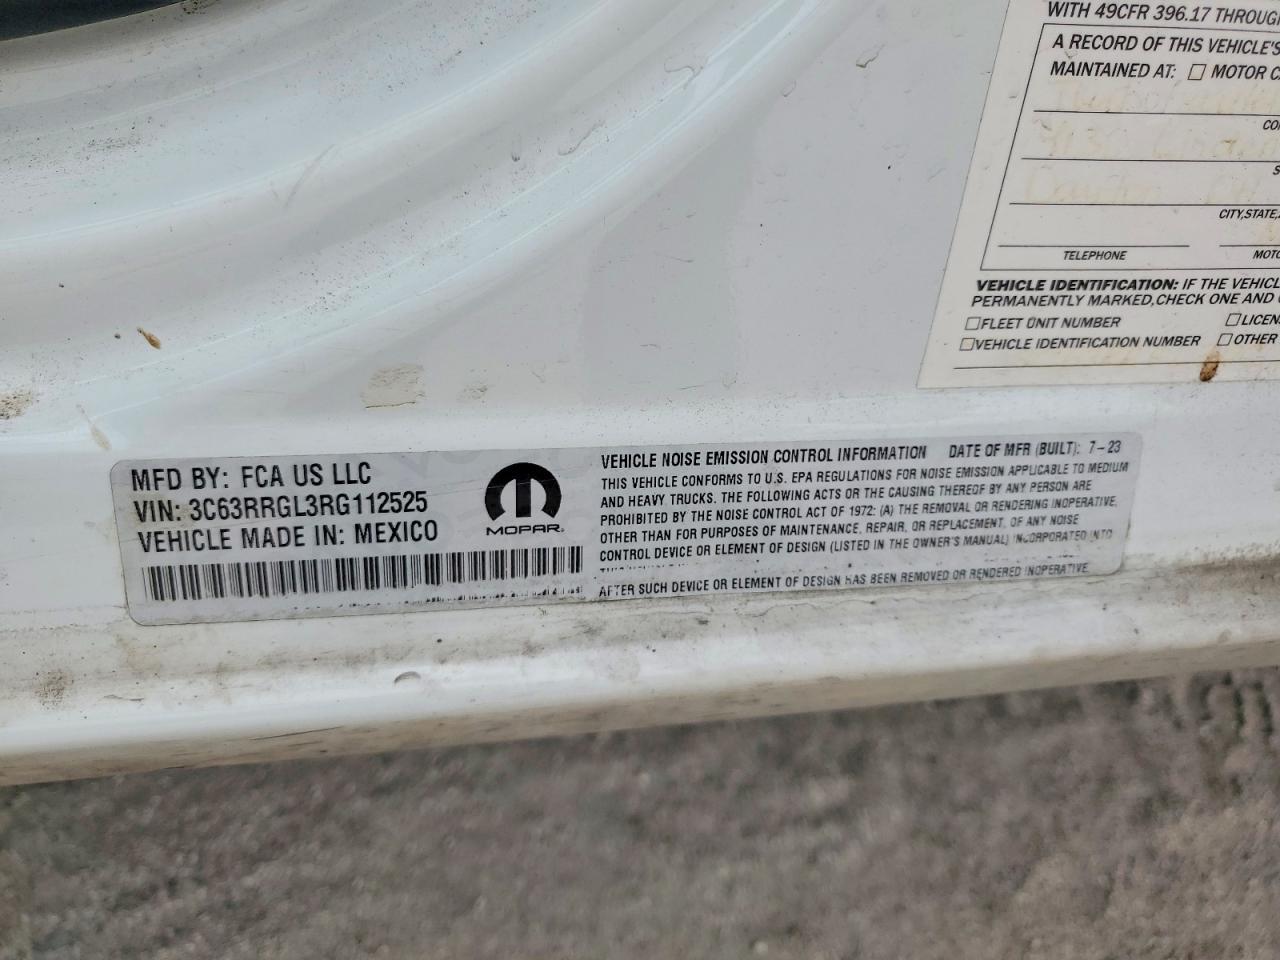 WITH 49CFR 396.17 THROUGH
A RECORD OF THIS VEHICLE'S
MAINTAINED AT: ☐ MOTOR
CITY,STATE,
TELEPHONE
VEHICLE IDENTIFICATION: IF THE
PERMANENTLY MARKED,CHECK ONE AND
☐FLEET UNIT NUMBER
☐VEHICLE IDENTIFICATION NUMBER ☐OTHER
MFD BY: FCA US LLC
VIN: 3C63RRGL3RG112525
VEHICLE MADE IN: MEXICO
MOPAR
VEHICLE NOISE EMISSION CONTROL INFORMATION DATE OF MFR (BUILT): 7-23
THIS VEHICLE CONFORMS TO U.S. EPA REGULATIONS FOR NOISE EMISSION APPLICABLE TO MEDIUM
AND HEAVY TRUCKS. THE FOLLOWING ACTS OR THE CAUSING THEREOF BY ANY PERSON ARE
PROHIBITED BY THE NOISE CONTROL ACT OF 1972: (A) THE REMOVAL OR RENDERING INOPERATIVE,
OTHER THAN FOR PURPOSES OF MAINTENANCE, REPAIR, OR REPLACEMENT, OF ANY NOISE
CONTROL DEVICE OR ELEMENT OF DESIGN (LISTED IN THE OWNER'S MANUAL) INCORPORATED INTO
AFTER SUCH DEVICE OR ELEMENT OF DESIGN HAS BEEN REMOVED OR RENDERED INOPERATIVE.